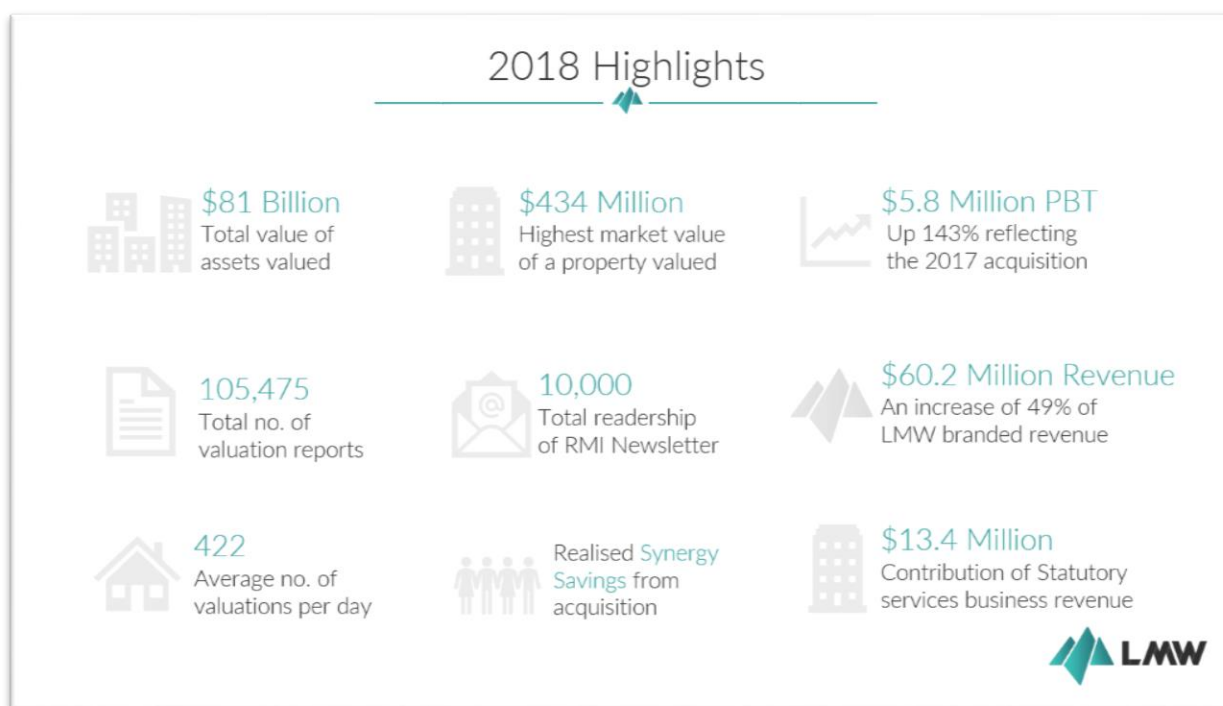 2018 Highlights
$81 Billion
Total value of
assets valued
$434 Million
Highest market value
of a property valued
$5.8 Million PBT
Up 143% reflecting
the 2017 acquisition
105,475
Total no. of
valuation reports
@
10,000
Total readership
of RMI Newsletter
$60.2 Million Revenue
An increase of 49% of
LMW branded revenue
422
Average no. of
valuations per day
Realised Synergy
Savings from
acquisition
$13.4 Million
Contribution of Statutory
services business revenue
LMW